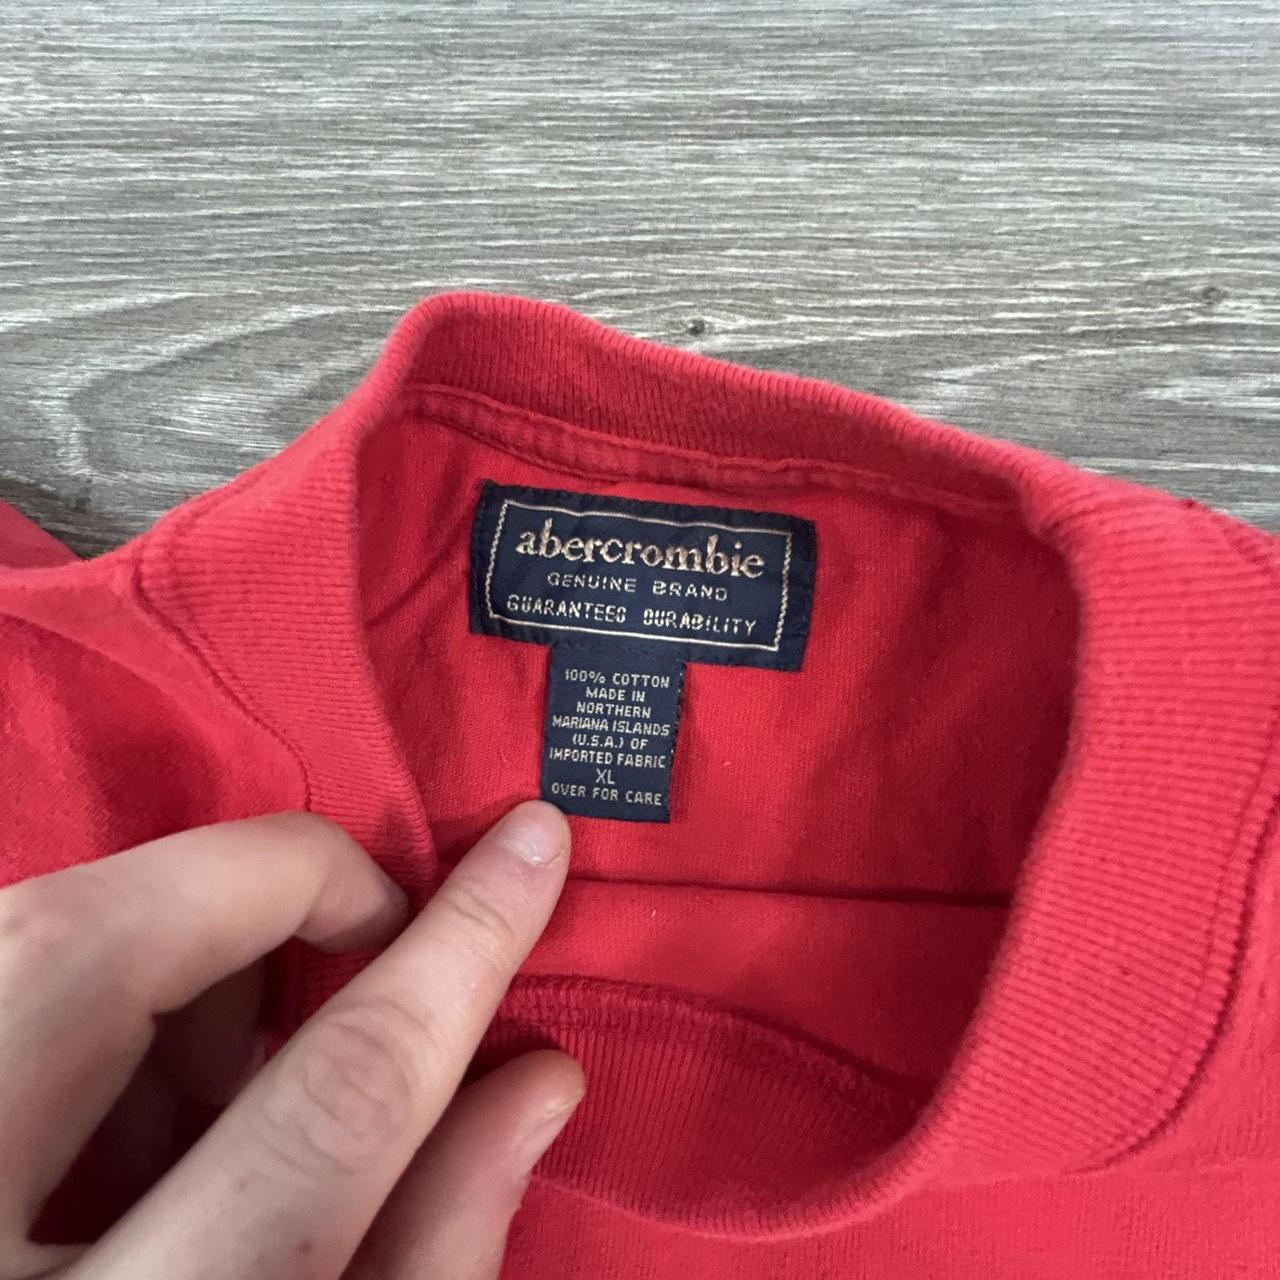 abercrombie
GENUINE BRAND
GUARANTEED DURABILITY
100% COTTON
MADE IN
NORTHERN
MARIANA ISLANDS
(U.S.A.) OF
IMPORTED FABRIC
XL
OVER FOR CARE